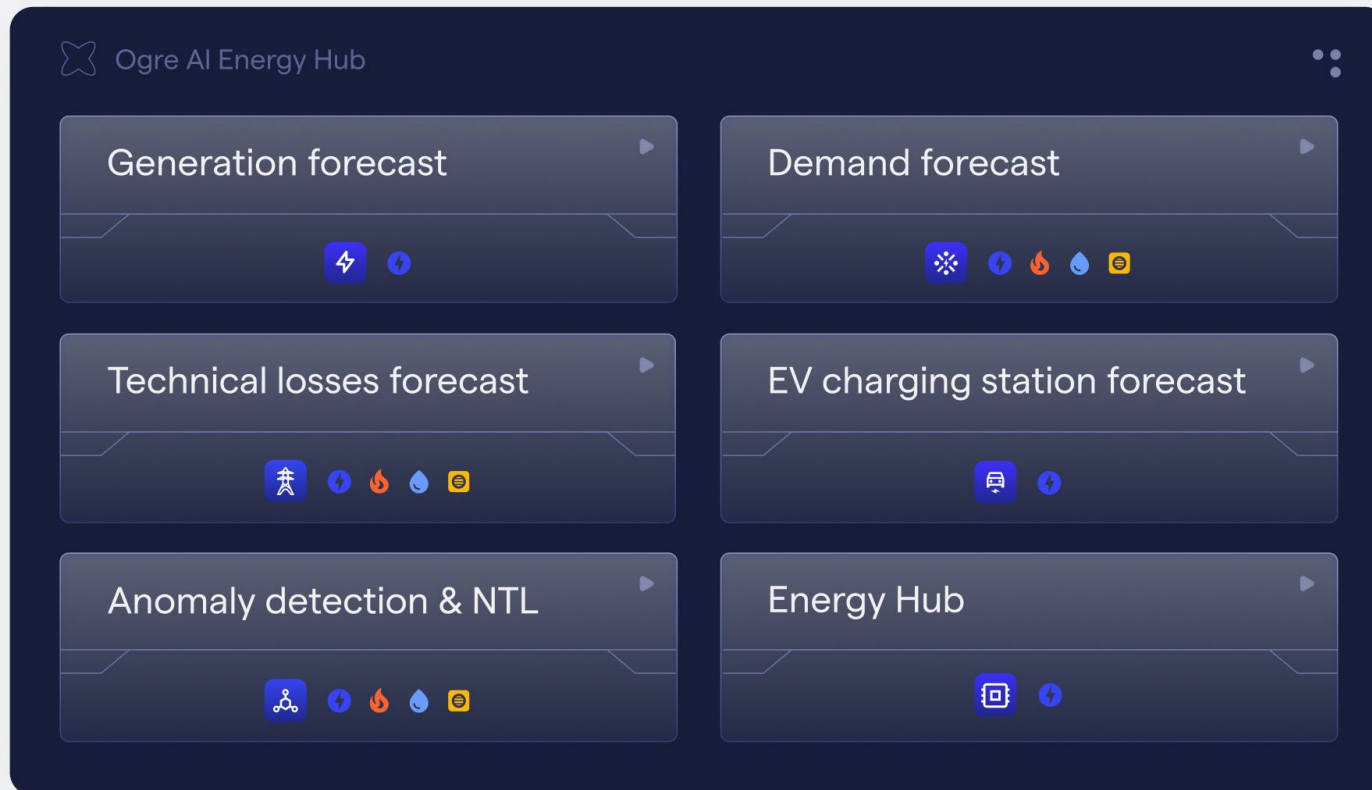 Ogre AI Energy Hub
Generation forecast
Demand forecast
Technical losses forecast
EV charging station forecast
Anomaly detection & NTL
Energy Hub